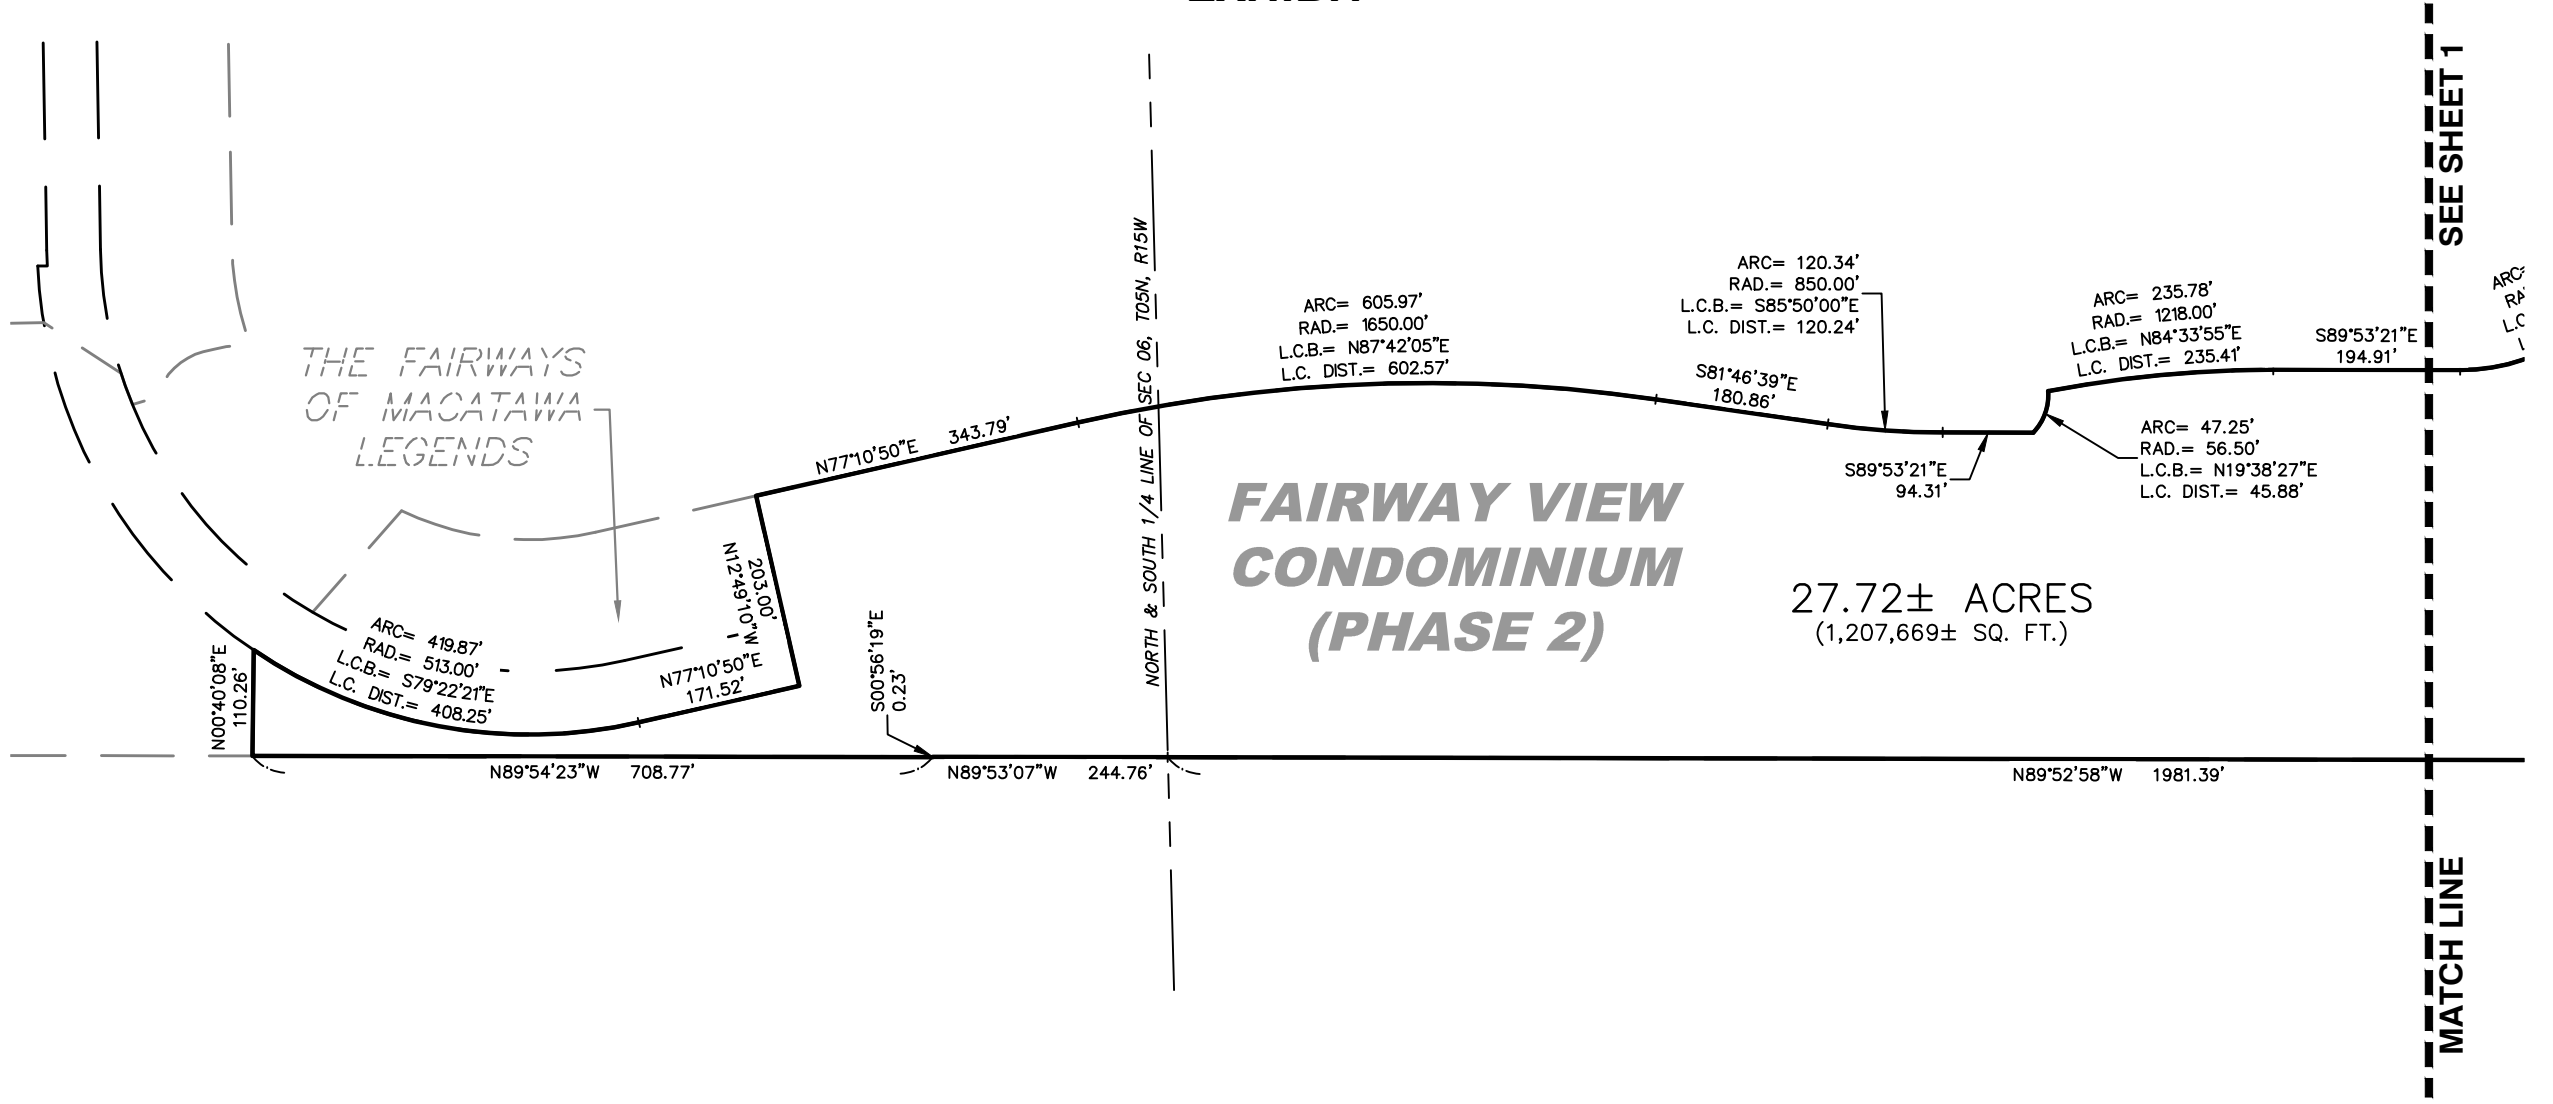 SEE SHEET 1
NORTH & SOUTH 1/4 LINE OF SEC 06, T05N, R15W
ARC= 120.34'
RAD.= 850.00'
L.C.B.= S85°50'00"E
L.C. DIST.= 120.24'
ARC= 605.97'
RAD.= 1650.00'
L.C.B.= N87°42'05"E
L.C. DIST.= 602.57'
ARC= 235.78'
RAD.= 1218.00'
L.C.B.= N84°33'55"E
L.C. DIST.= 235.41'
S89°53'21"E
194.91'
ARC=
L.C
THE FAIRWAYS
OF MACATAWA
LEGENDS
S81°46'39"E
180.86'
N77°10'50"E 343.79'
S89°53'21"E
94.31'
ARC= 47.25'
RAD.= 56.50'
L.C.B.= N19°38'27"E
L.C. DIST.= 45.88'
FAIRWAY VIEW
CONDOMINIUM
(PHASE 2)
27.72± ACRES
(1,207,669± SQ. FT.)
203.00'
N12°49'10"W
N77°10'50"E
171.52'
ARC= 419.87'
RAD.= 513.00'
L.C.B.= S79°22'21"E
L.C. DIST.= 408.25'
N00°40'08"E
110.26'
S00°56'19"E
0.23'
N89°54'23"W 708.77'
N89°53'07"W 244.76'
N89°52'58"W 1981.39'
MATCH LINE